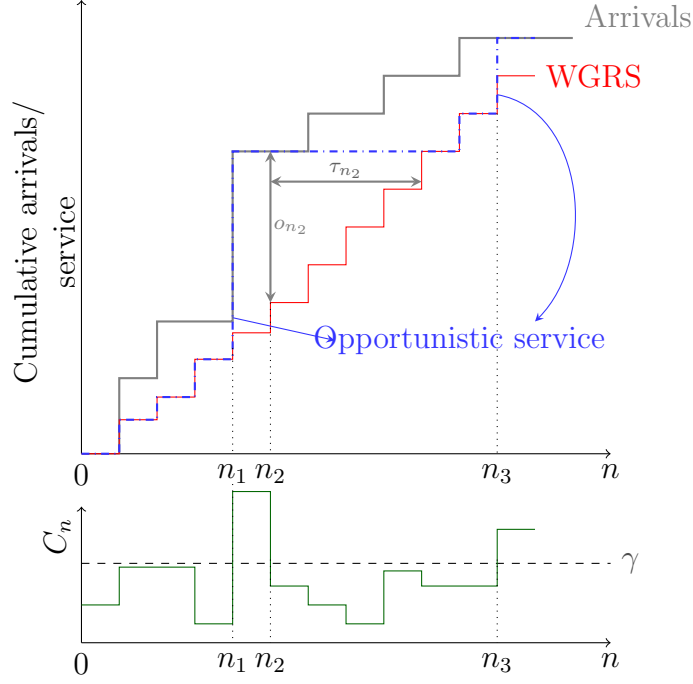 Arrivals
WGRS
Cumulative arrivals/
service
τ_{n_2}
o_{n_2}
Opportunistic service
0 n_1 n_2 n_3 n
C_n
γ
0 n_1 n_2 n_3 n